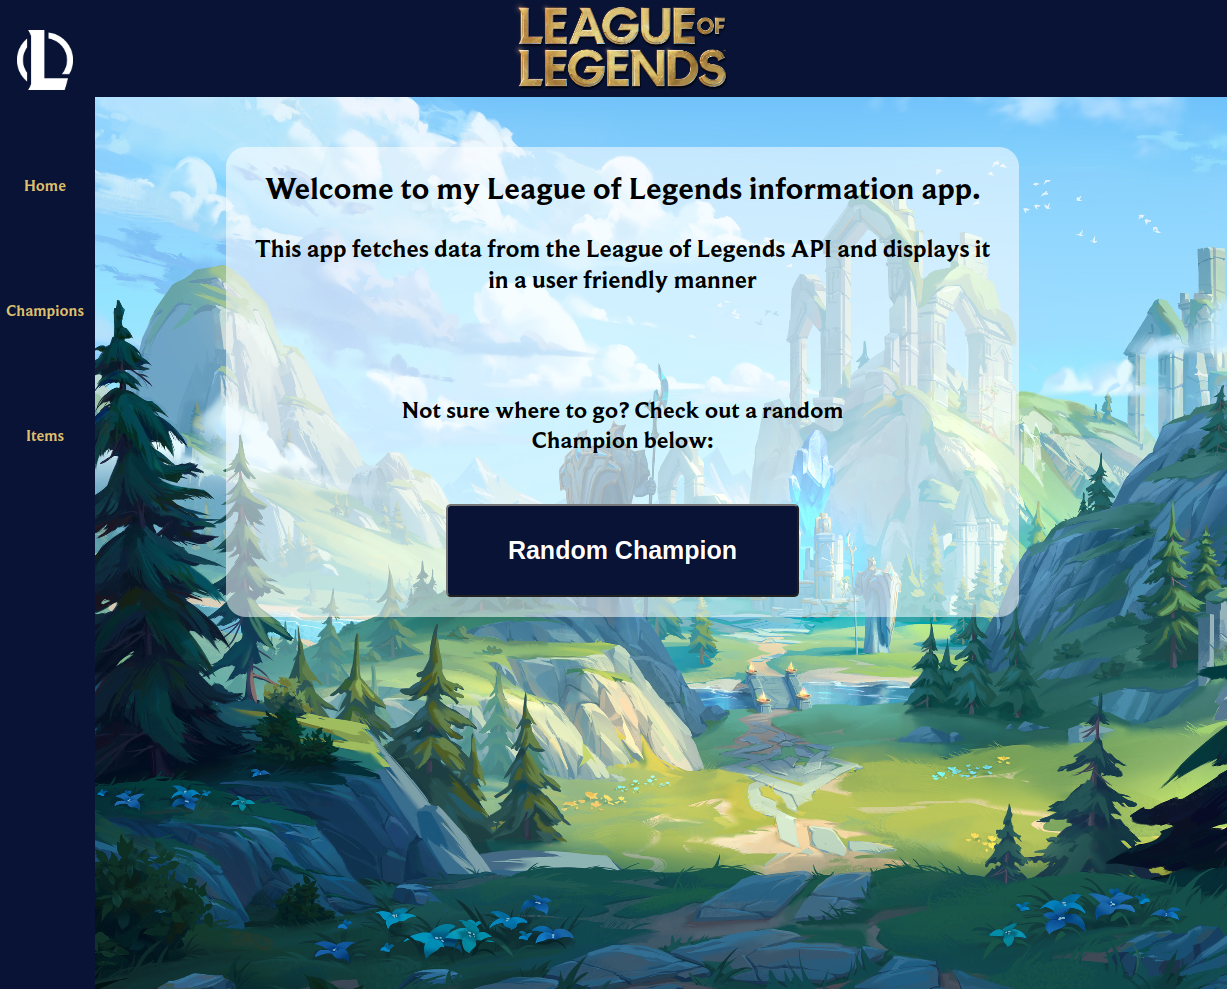 LEAGUE OF
LEGENDS
Home
Champions
Items
Welcome to my League of Legends information app.
This app fetches data from the League of Legends API and displays it
in a user friendly manner
Not sure where to go? Check out a random
Champion below:
Random Champion